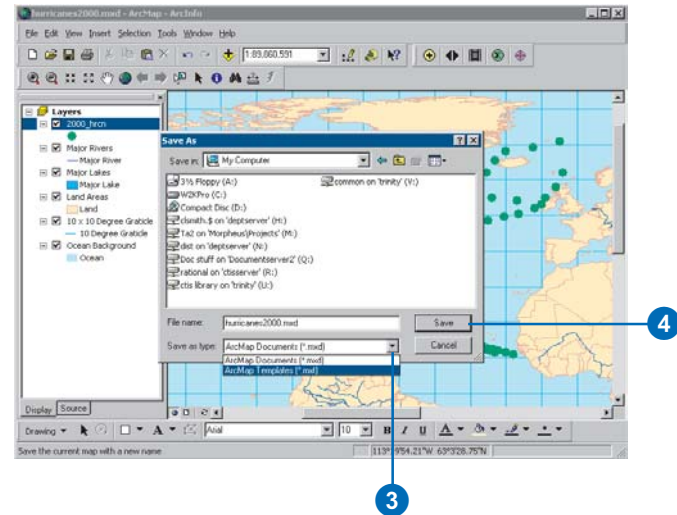 hurricanes2000.mxd - ArcMap - ArcInfo
File Edit View Insert Selection Tools Window Help
1:89,860,591
Layers
2000_hrcn
Major Rivers
Major River
Major Lakes
Major Lake
Land Areas
Land
10 x 10 Degree Graticle
10 Degree Graticle
Ocean Background
Ocean
Save As
Save in: My Computer
3½ Floppy (A:)
W2KPro (C:)
Compact Disc (D:)
clsmith.$ on 'deptserver' (H:)
on 'Morpheus\Projects' (M:)
dist on 'deptserver' (N:)
Doc stuff on 'Documentserver2' (Q:)
rational on 'ctisserver' (R:)
ctis library on 'trinity' (U:)
common on 'trinity' (V:)
File name: hurricanes2000.mxd
Save
Save as type: ArcMap Documents (*.mxd)
Cancel
ArcMap Documents (*.mxd)
ArcMap Templates (*.mxt)
4
Display Source
Drawing A Arial 10 B I U A
Save the current map with a new name
63°3'28.75"N
3